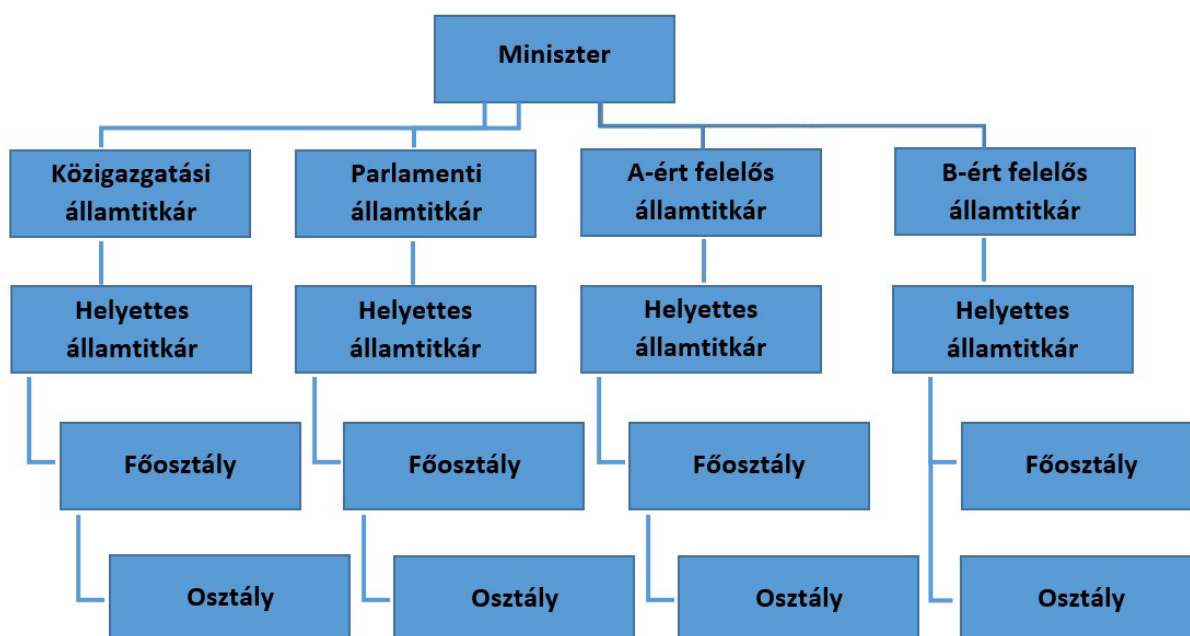 Miniszter
Közigazgatási
államtitkár
Parlamenti
államtitkár
A-ért felelős
államtitkár
B-ért felelős
államtitkár
Helyettes
államtitkár
Helyettes
államtitkár
Helyettes
államtitkár
Helyettes
államtitkár
Főosztály
Főosztály
Főosztály
Főosztály
Osztály
Osztály
Osztály
Osztály